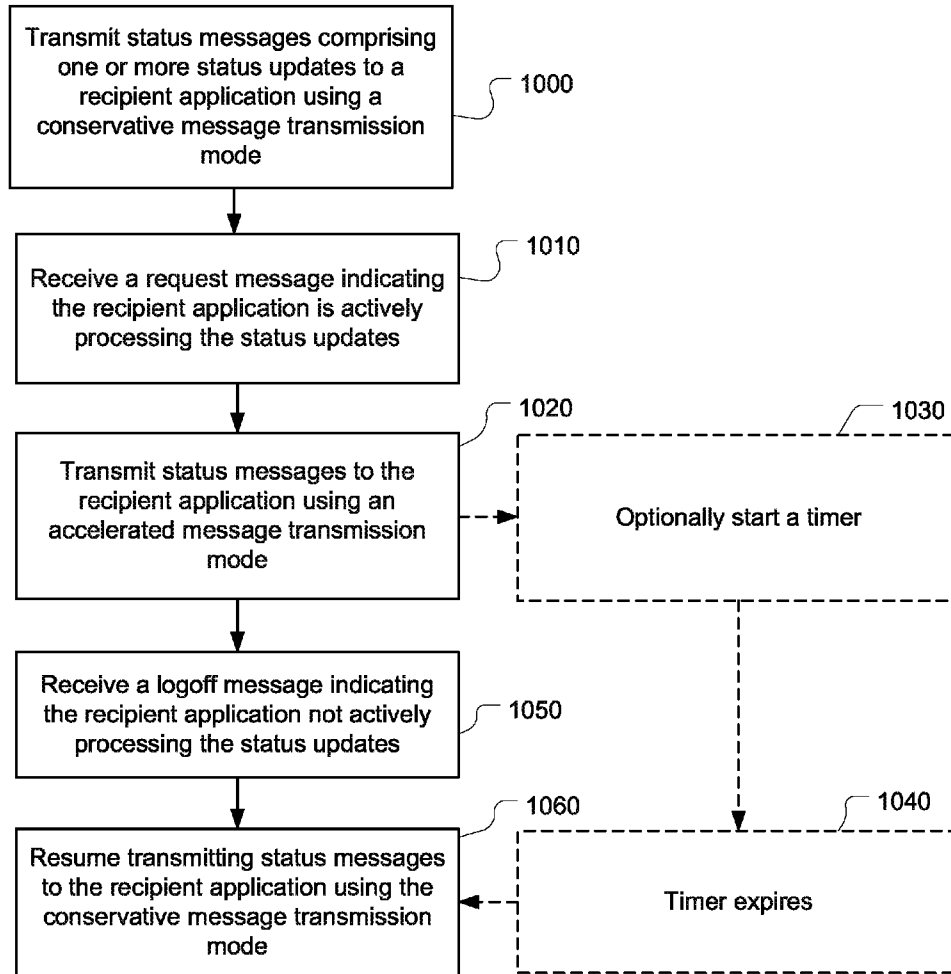 Transmit status messages comprising
one or more status updates to a
recipient application using a
conservative message transmission
mode
1000
1010
Receive a request message indicating
the recipient application is actively
processing the status updates
1020
1030
Transmit status messages to the
recipient application using an
accelerated message transmission
mode
Optionally start a timer
Receive a logoff message indicating
the recipient application not actively
processing the status updates
1050
1060
1040
Resume transmitting status messages
to the recipient application using the
conservative message transmission
mode
Timer expires